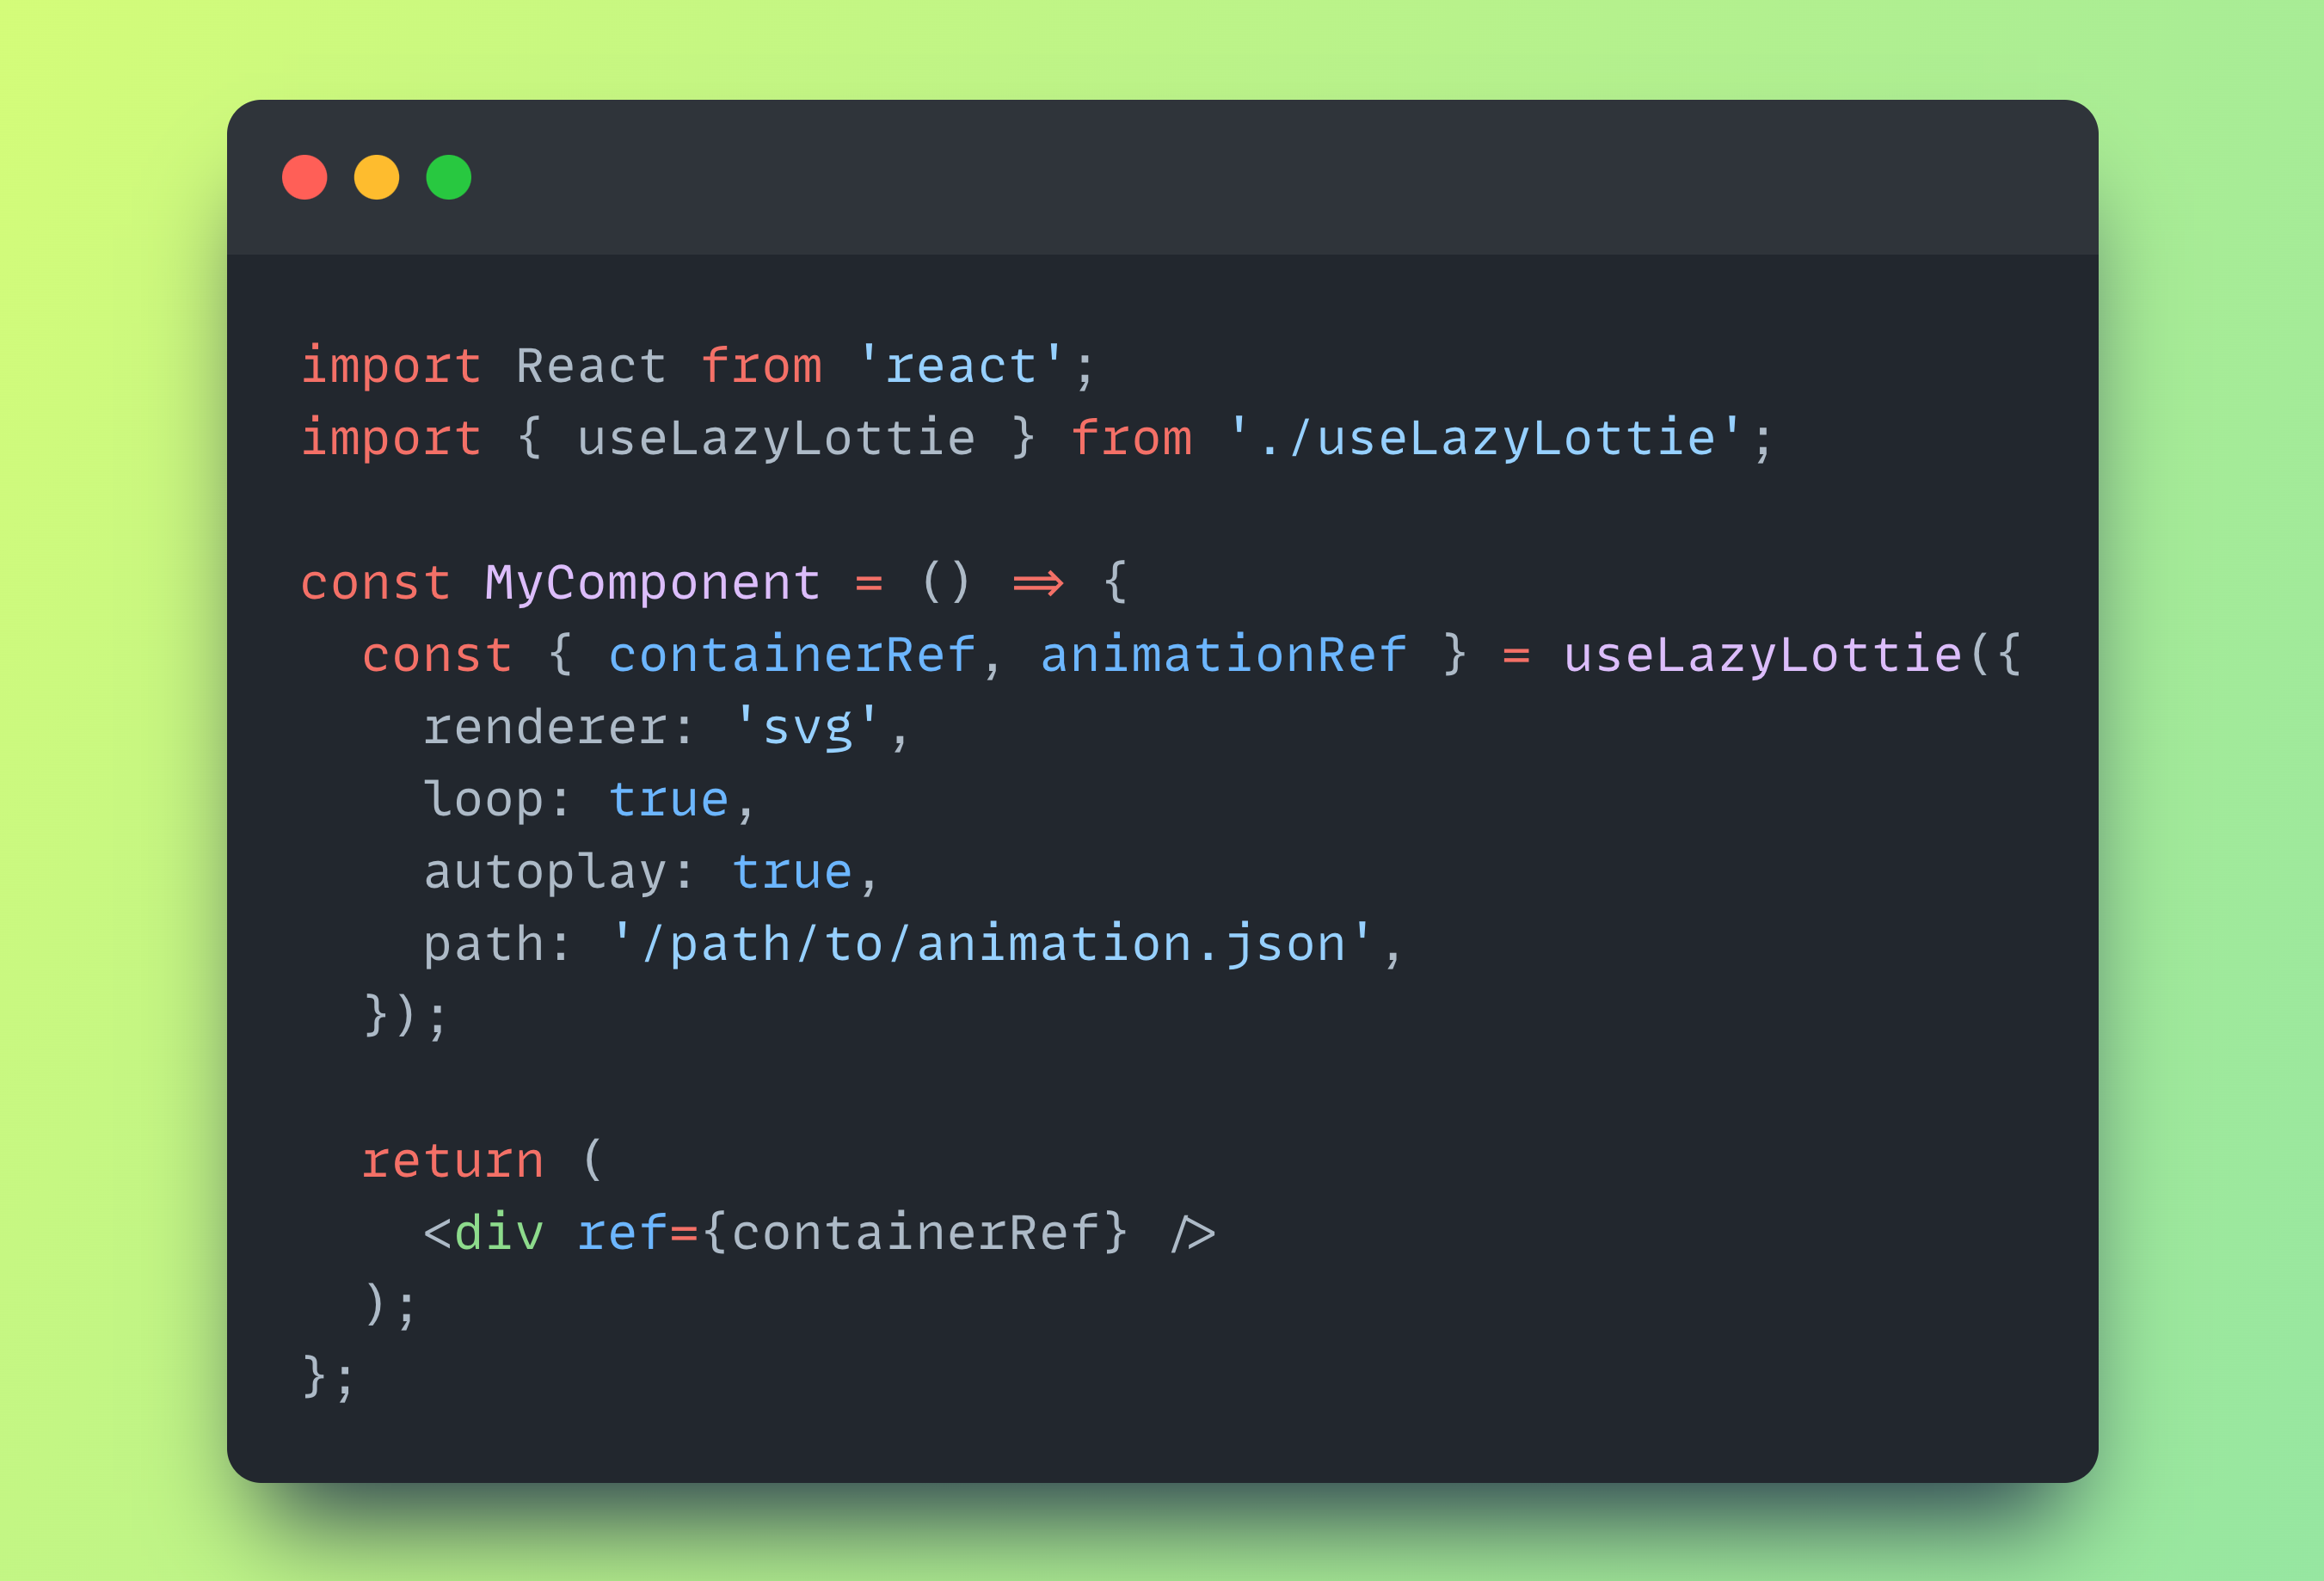 import React from 'react';
import { useLazyLottie } from './useLazyLottie';

const MyComponent = () => {
  const { containerRef, animationRef } = useLazyLottie({
    renderer: 'svg',
    loop: true,
    autoplay: true,
    path: '/path/to/animation.json',
  });

  return (
    <div ref={containerRef} />
  );
};